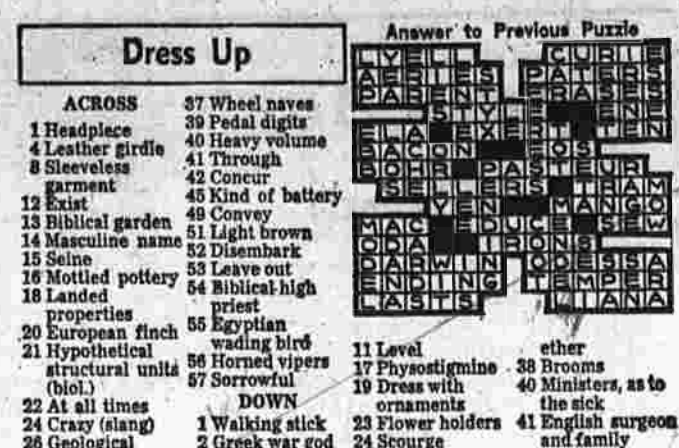 Dress Up
ACROSS
1 Headpiece
4 Leather girdle
8 Sleeveless
garment
12 Exist
13 Biblical garden
14 Masculine name
15 Seine
16 Mottled pottery
18 Landed
properties
20 European finch
21 Hypothetical
structural units
(biol.)
22 At all times
24 Crazy (slang)
26 Geological
37 Wheel naves
39 Pedal digits
40 Heavy volume
41 Through
42 Concur
45 Kind of battery
49 Convey
51 Light brown
52 Disembark
53 Leave out
54 Biblical high
priest
55 Egyptian
wading bird
56 Horned vipers
57 Sorrowful
DOWN
1 Walking stick
2 Greek war god
Answer to Previous Puzzle
LYELL CURIE
AERIES PATERS
PARENT ERASES
STY ENE
ELA EXERT TEN
BACON EOS
BOHR PASTEUR
SELLERS TRAM
YEN MANGO
MAC EDUCE SEW
ODA IRONS
DARWIN ODESSA
ENDING TEMPER
LASTS LIANA
11 Level
17 Physostigmine
19 Dress with
ornaments
23 Flower holders
24 Scourge
ether
38 Brooms
40 Ministers, as to
the sick
41 English surgeon
and family